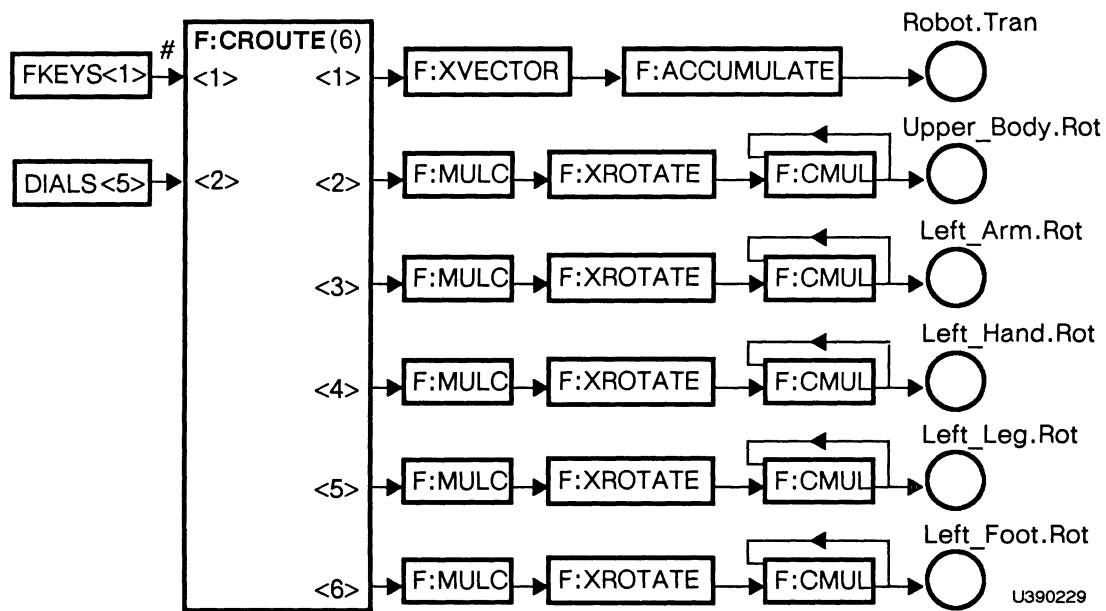 Robot.Tran
#
F:CROUTE(6)
FKEYS<1>
<1>
<1>
F:XVECTOR
F:ACCUMULATE
Upper_Body.Rot
DIALS<5>
<2>
<2>
F:MULC
F:XROTATE
F:CMUL
Left_Arm.Rot
<3>
F:MULC
F:XROTATE
F:CMUL
Left_Hand.Rot
<4>
F:MULC
F:XROTATE
F:CMUL
Left_Leg.Rot
<5>
F:MULC
F:XROTATE
F:CMUL
Left_Foot.Rot
<6>
F:MULC
F:XROTATE
F:CMUL
U390229